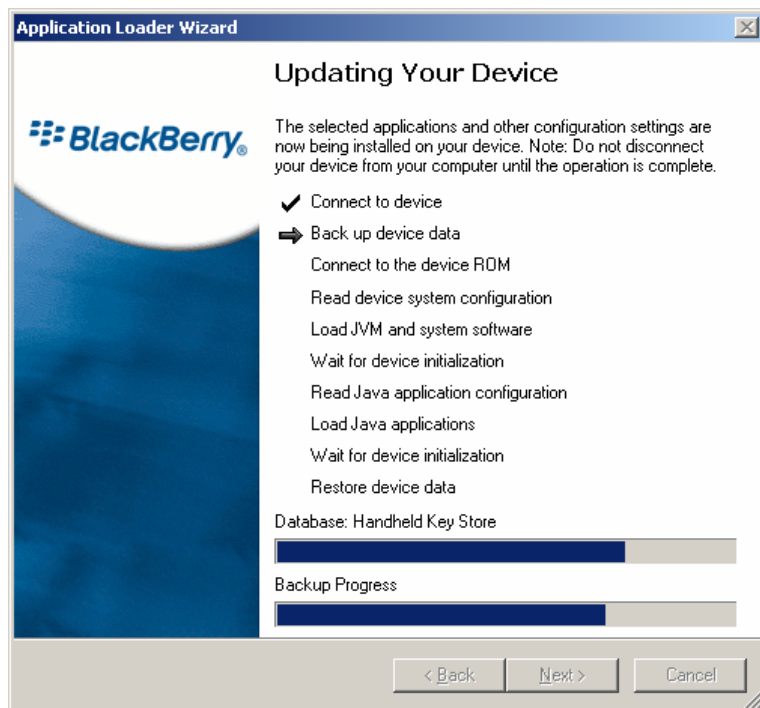 Application Loader Wizard
Updating Your Device
BlackBerry®
The selected applications and other configuration settings are
now being installed on your device. Note: Do not disconnect
your device from your computer until the operation is complete.
Connect to device
Back up device data
Connect to the device ROM
Read device system configuration
Load JVM and system software
Wait for device initialization
Read Java application configuration
Load Java applications
Wait for device initialization
Restore device data
Database: Handheld Key Store
Backup Progress
< Back Next > Cancel